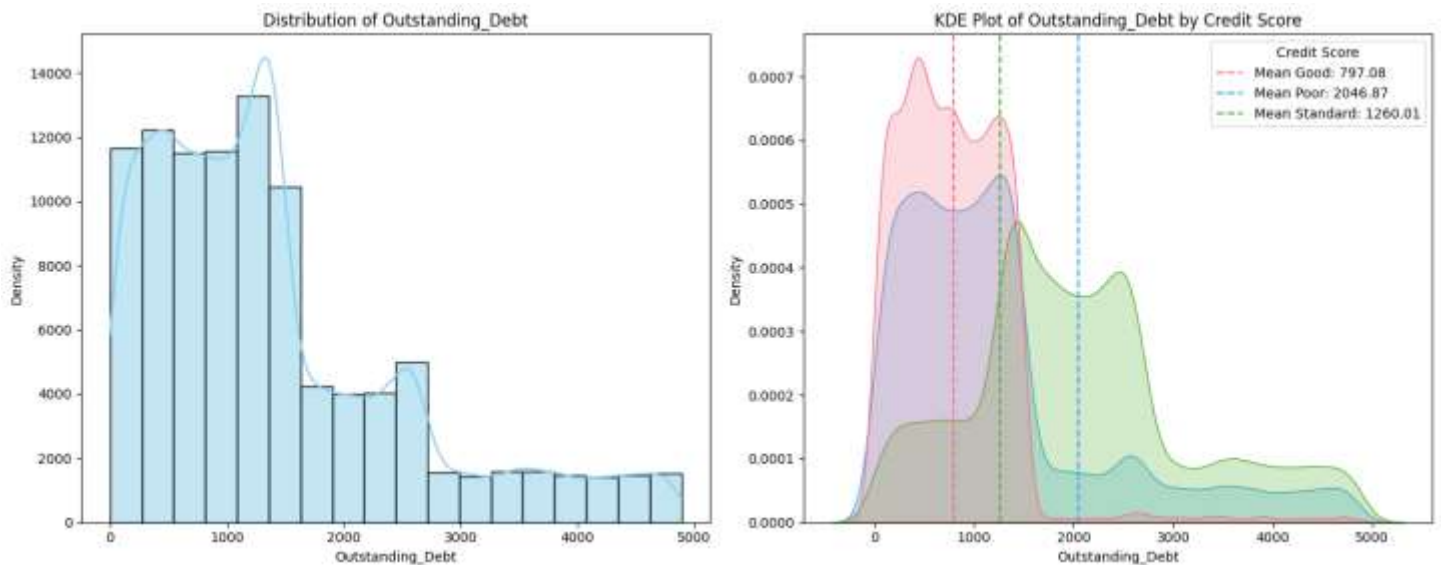 Distribution of Outstanding_Debt
14000
12000
10000
8000
6000
4000
2000
0
Density
0
1000
2000
3000
4000
5000
Outstanding_Debt
KDE Plot of Outstanding_Debt by Credit Score
Credit Score
Mean Good: 797.08
Mean Poor: 2046.87
Mean Standard: 1260.01
0.0007
0.0006
0.0005
0.0004
0.0003
0.0002
0.0001
0.0000
Density
0
1000
2000
3000
4000
5000
Outstanding_Debt